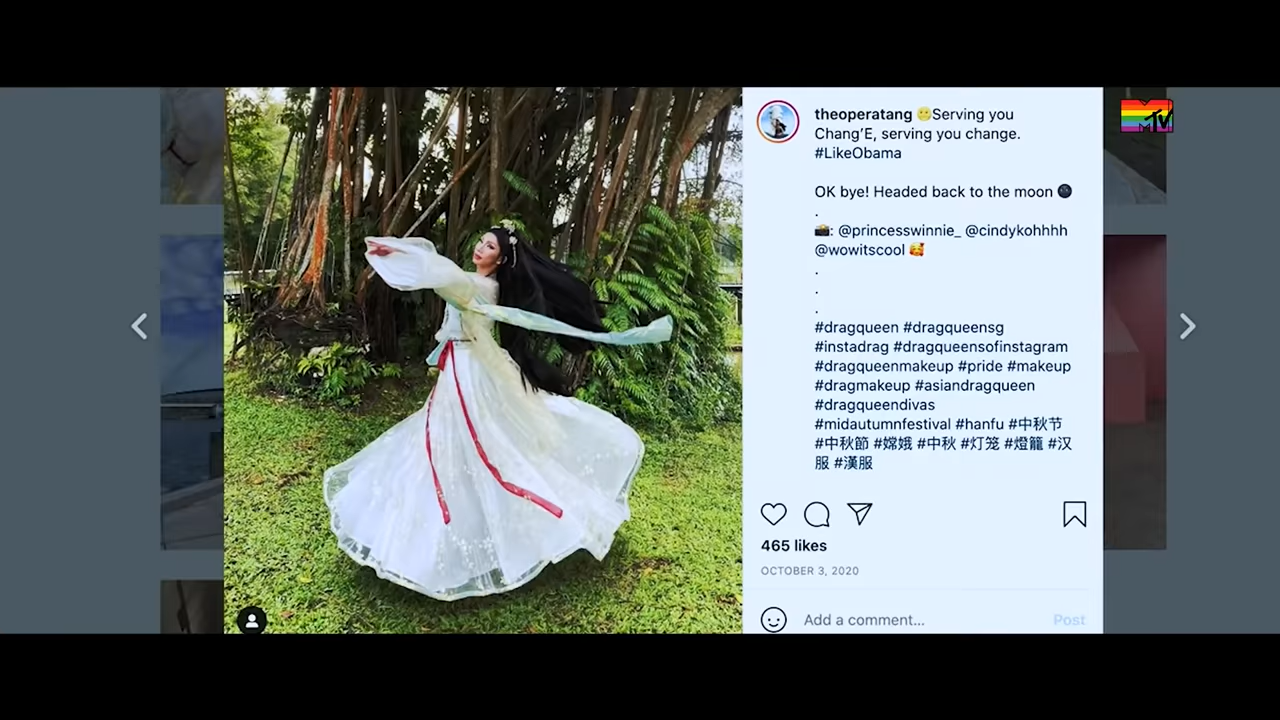 theoperatang 🌝Serving you
Chang'E, serving you change.
#LikeObama
OK bye! Headed back to the moon 🌚
.
📸: @princesswinnie_ @cindykohhhh
@wowitscool 🥰
.
.
.
#dragqueen #dragqueensg
#instadrag #dragqueensofinstagram
#dragqueenmakeup #pride #makeup
#dragmakeup #asiandragqueen
#dragqueendivas
#midautumnfestival #hanfu #中秋节
#中秋節 #嫦娥 #中秋 #灯笼 #燈籠 #汉
服 #漢服
465 likes
OCTOBER 3, 2020
Add a comment... Post
MTV